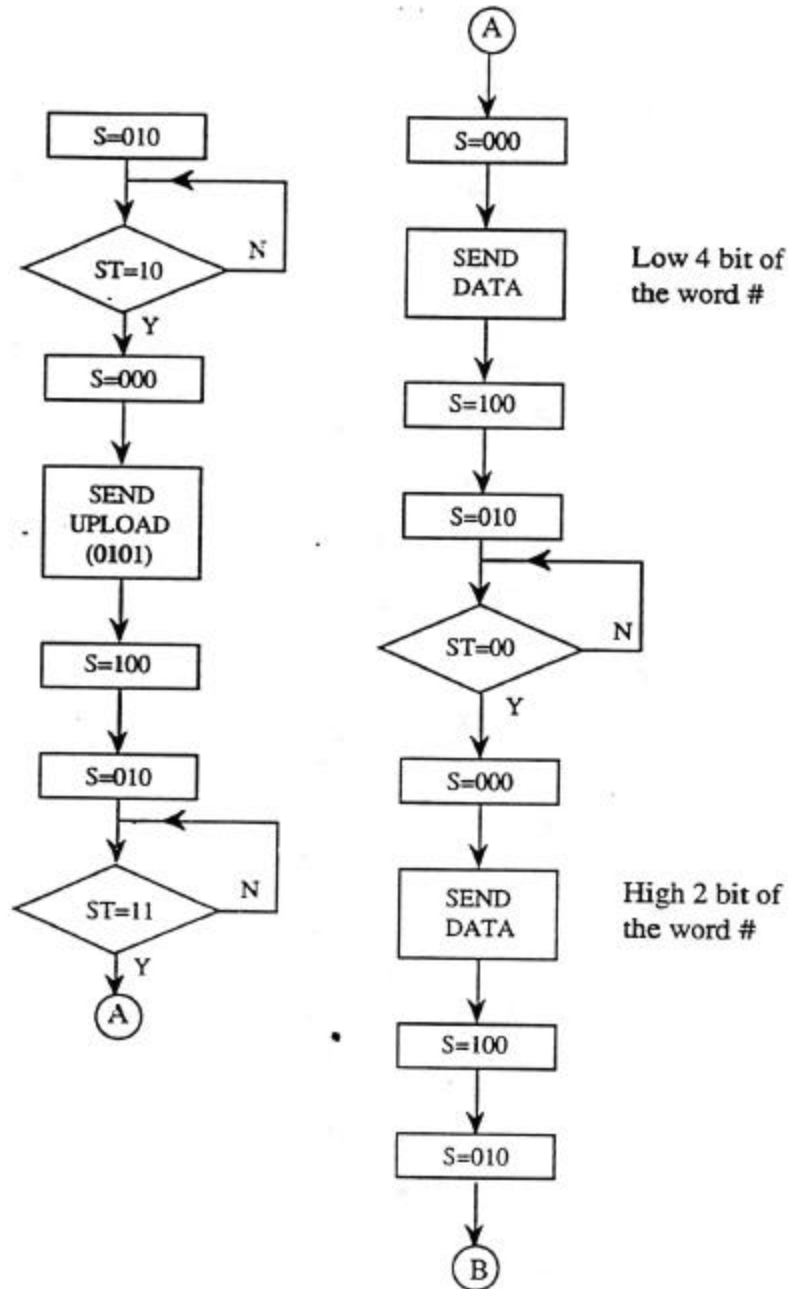 S=010
ST=10
N
Y
S=000
SEND
UPLOAD
(0101)
S=100
S=010
ST=11
N
Y
A
A
S=000
SEND
DATA
Low 4 bit of
the word #
S=100
S=010
ST=00
N
Y
S=000
SEND
DATA
High 2 bit of
the word #
S=100
S=010
B